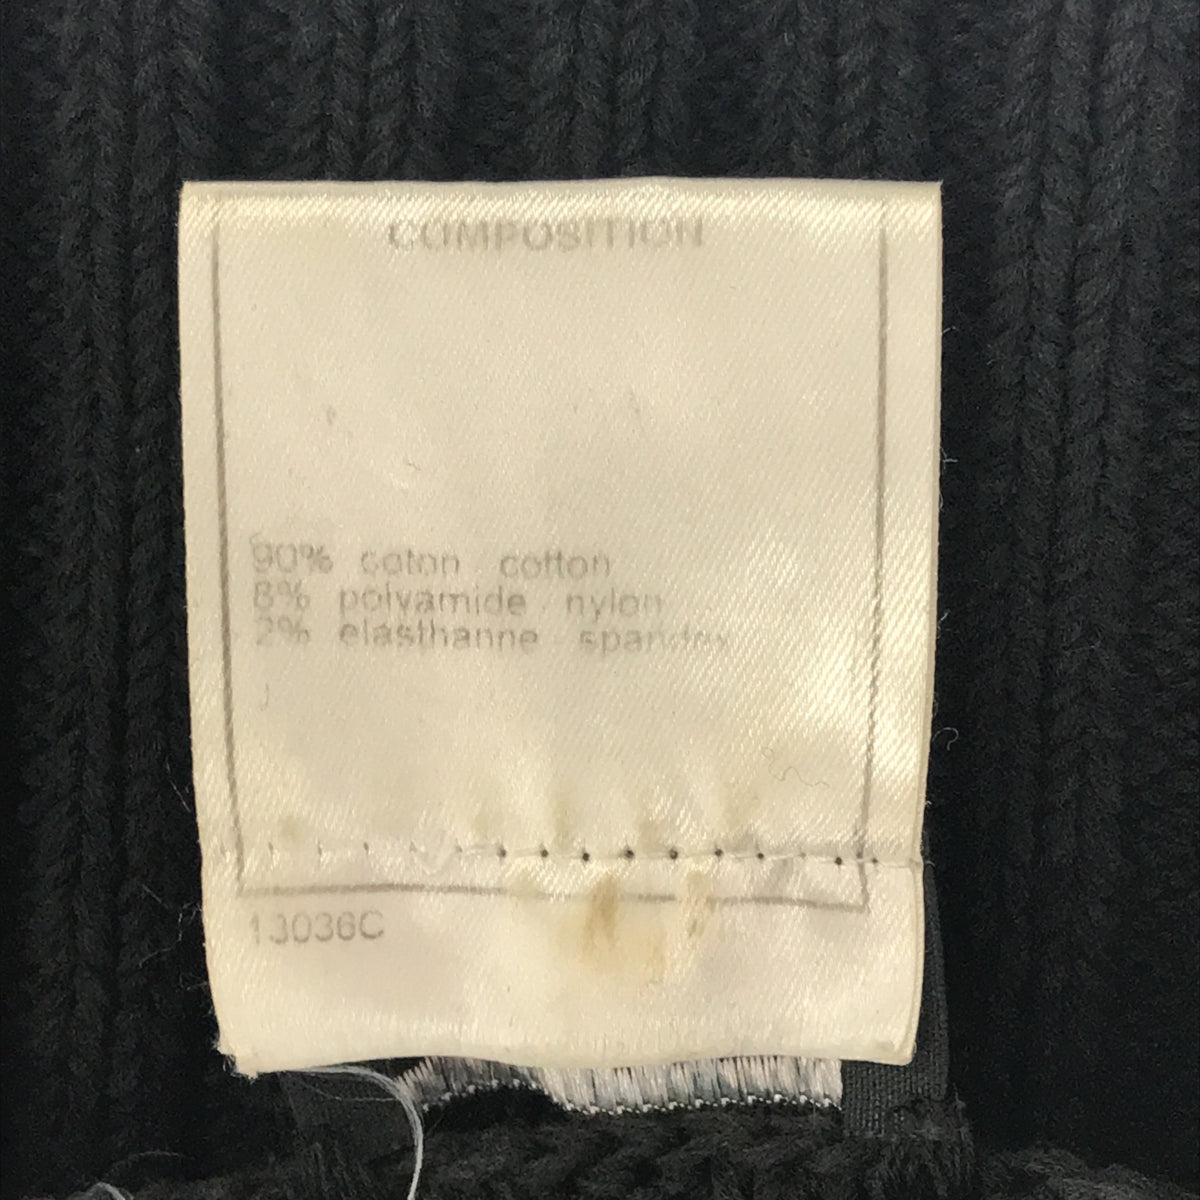 COMPOSITION
90% coton cotton
8% polyamide nylon
2% elasthanne spandex
13036C